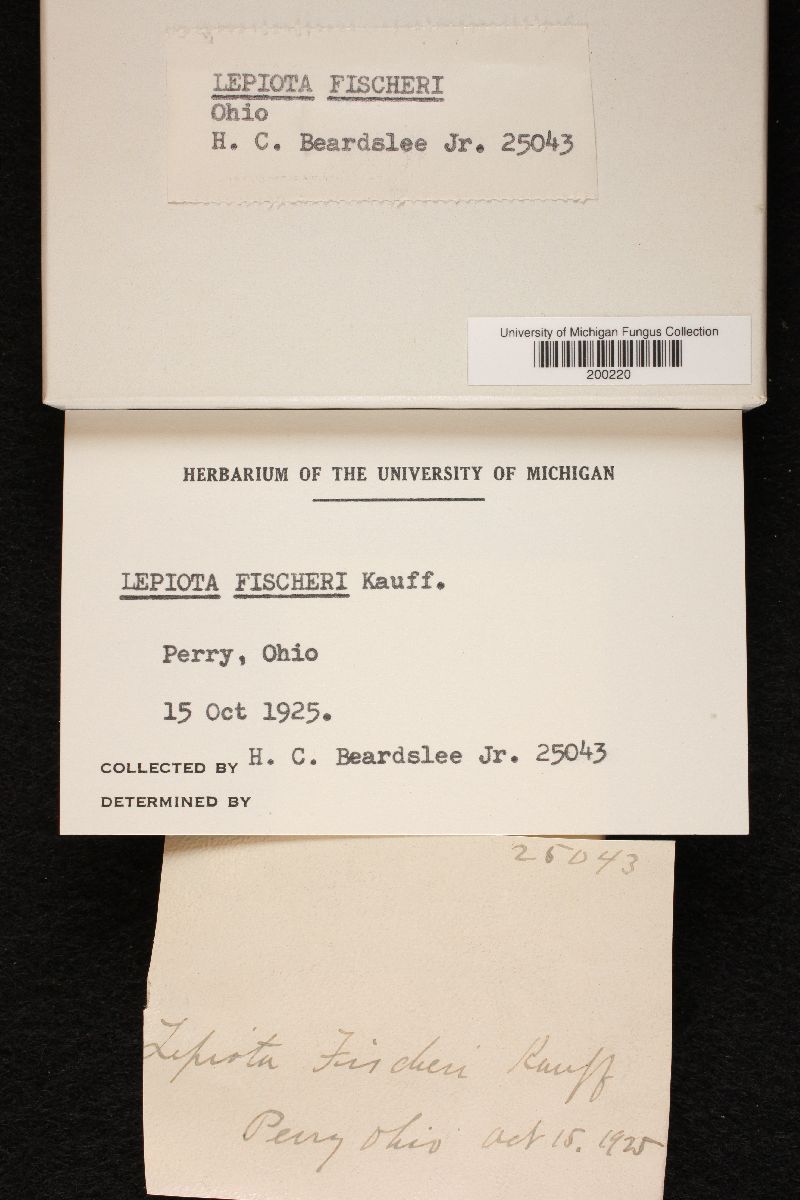 LEPIOTA FISCHERI
Ohio
H. C. Beardslee Jr. 25043
University of Michigan Fungus Collection
200220
HERBARIUM OF THE UNIVERSITY OF MICHIGAN
LEPIOTA FISCHERI Kauff.
Perry, Ohio
15 Oct 1925.
COLLECTED BY H. C. Beardslee Jr. 25043
DETERMINED BY
25043
Lepiota Fischeri Kauff
Perry Ohio Oct 15. 1925